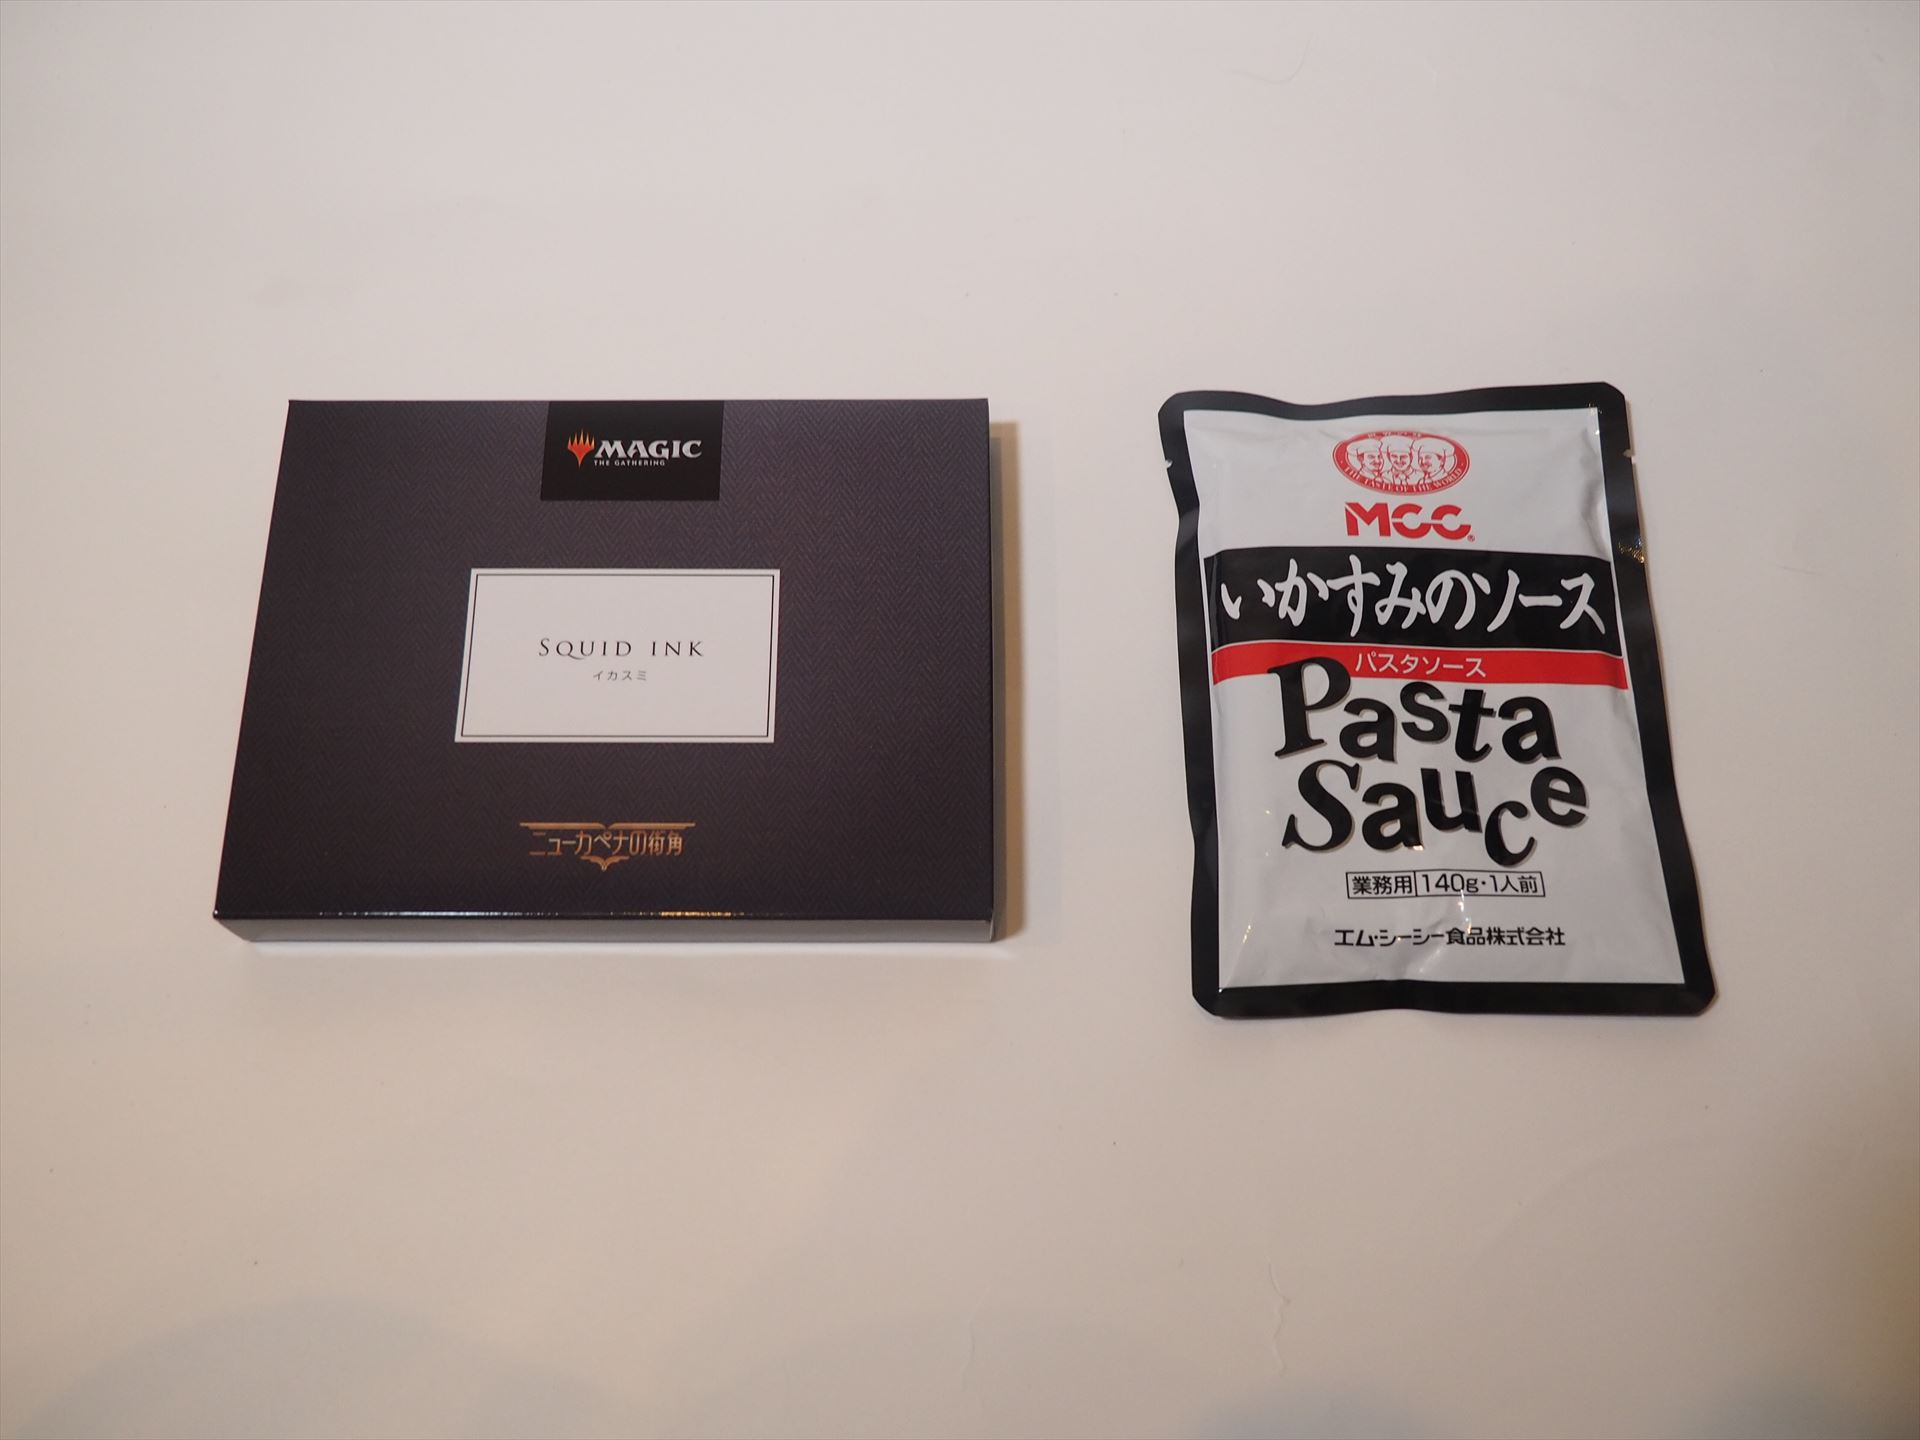 MAGIC
THE GATHERING
SQUID INK
イカスミ
ニューカペナの街角
THE TASTE OF THE WORLD
MCC®
いかすみのソース
パスタソース
Pasta
Sauce
業務用 140g・1人前
エム・シーシー食品株式会社